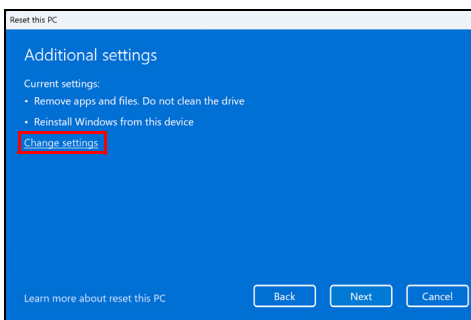 Reset this PC
Additional settings
Current settings:
• Remove apps and files. Do not clean the drive
• Reinstall Windows from this device
Change settings
Learn more about reset this PC
Back
Next
Cancel